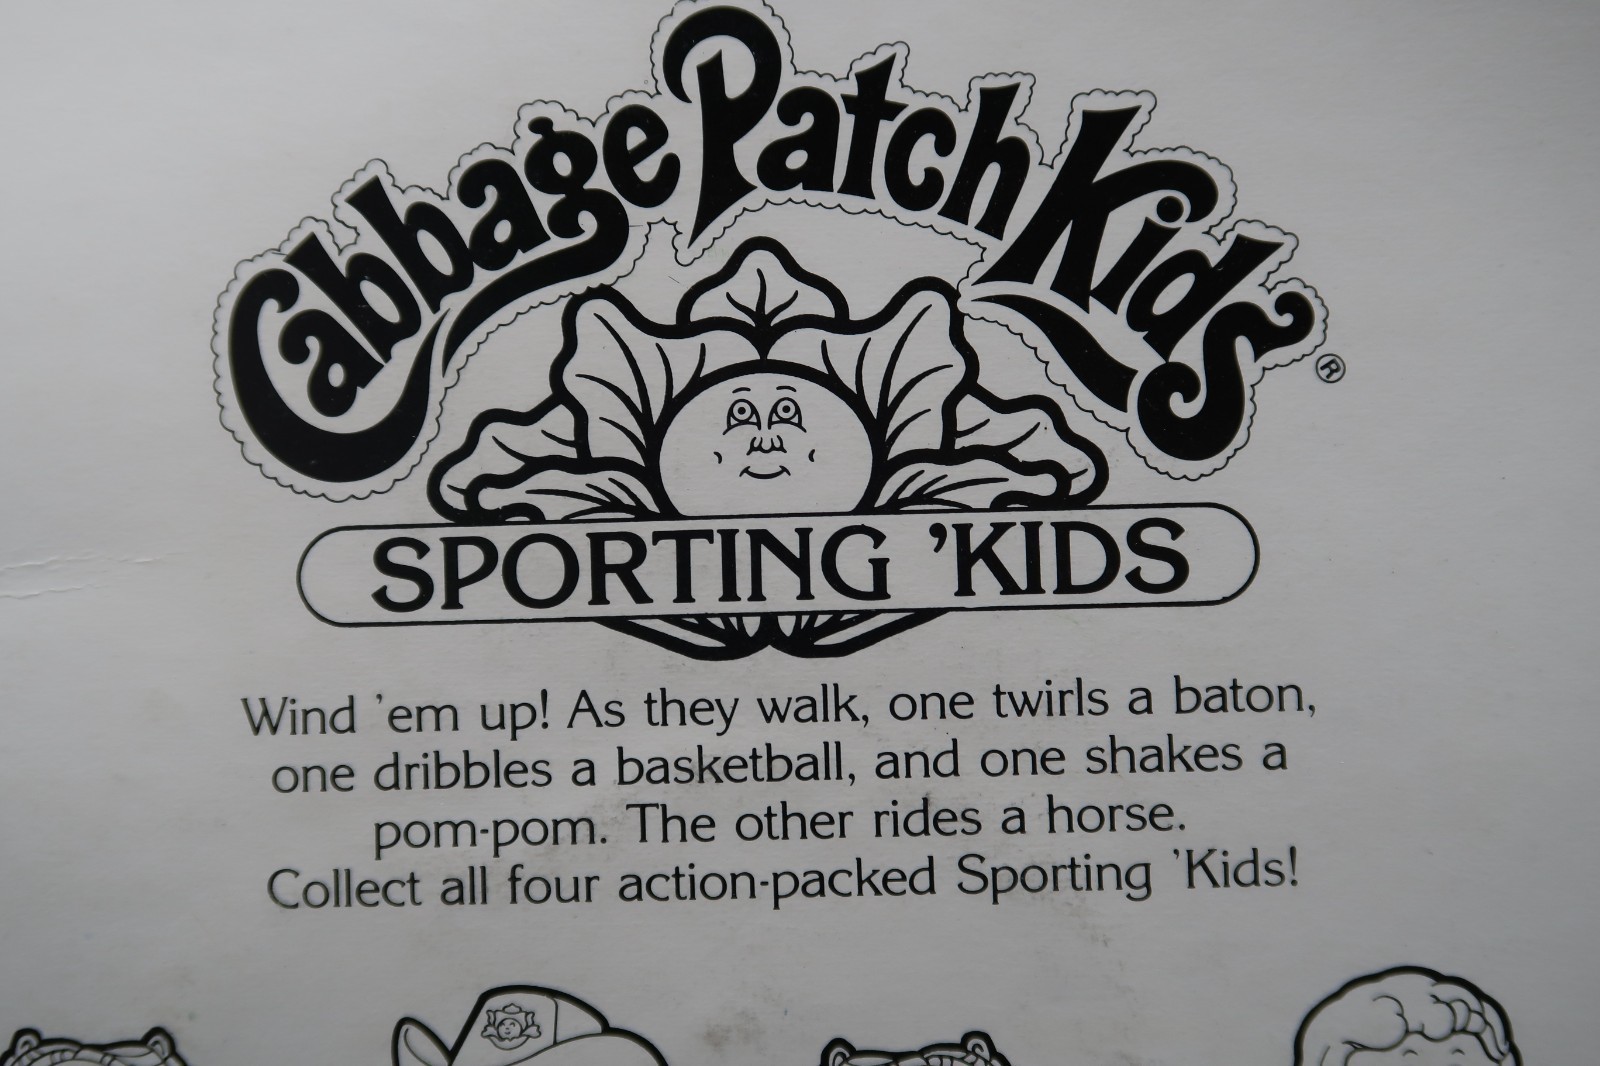 Cabbage Patch Kids®
SPORTING 'KIDS
Wind 'em up! As they walk, one twirls a baton,
one dribbles a basketball, and one shakes a
pom-pom. The other rides a horse.
Collect all four action-packed Sporting 'Kids!